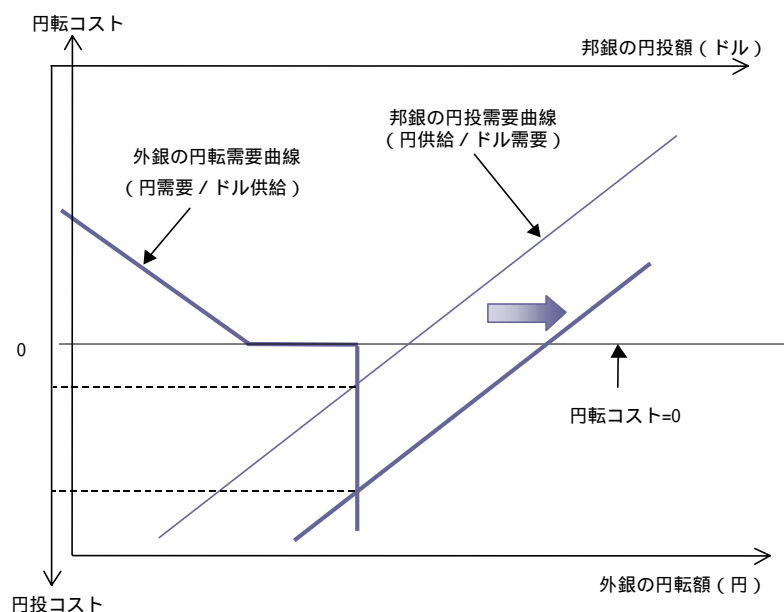 円転コスト
邦銀の円投額（ドル）
邦銀の円投需要曲線
（円供給／ドル需要）
外銀の円転需要曲線
（円需要／ドル供給）
0
円転コスト=0
外銀の円転額（円）
円投コスト